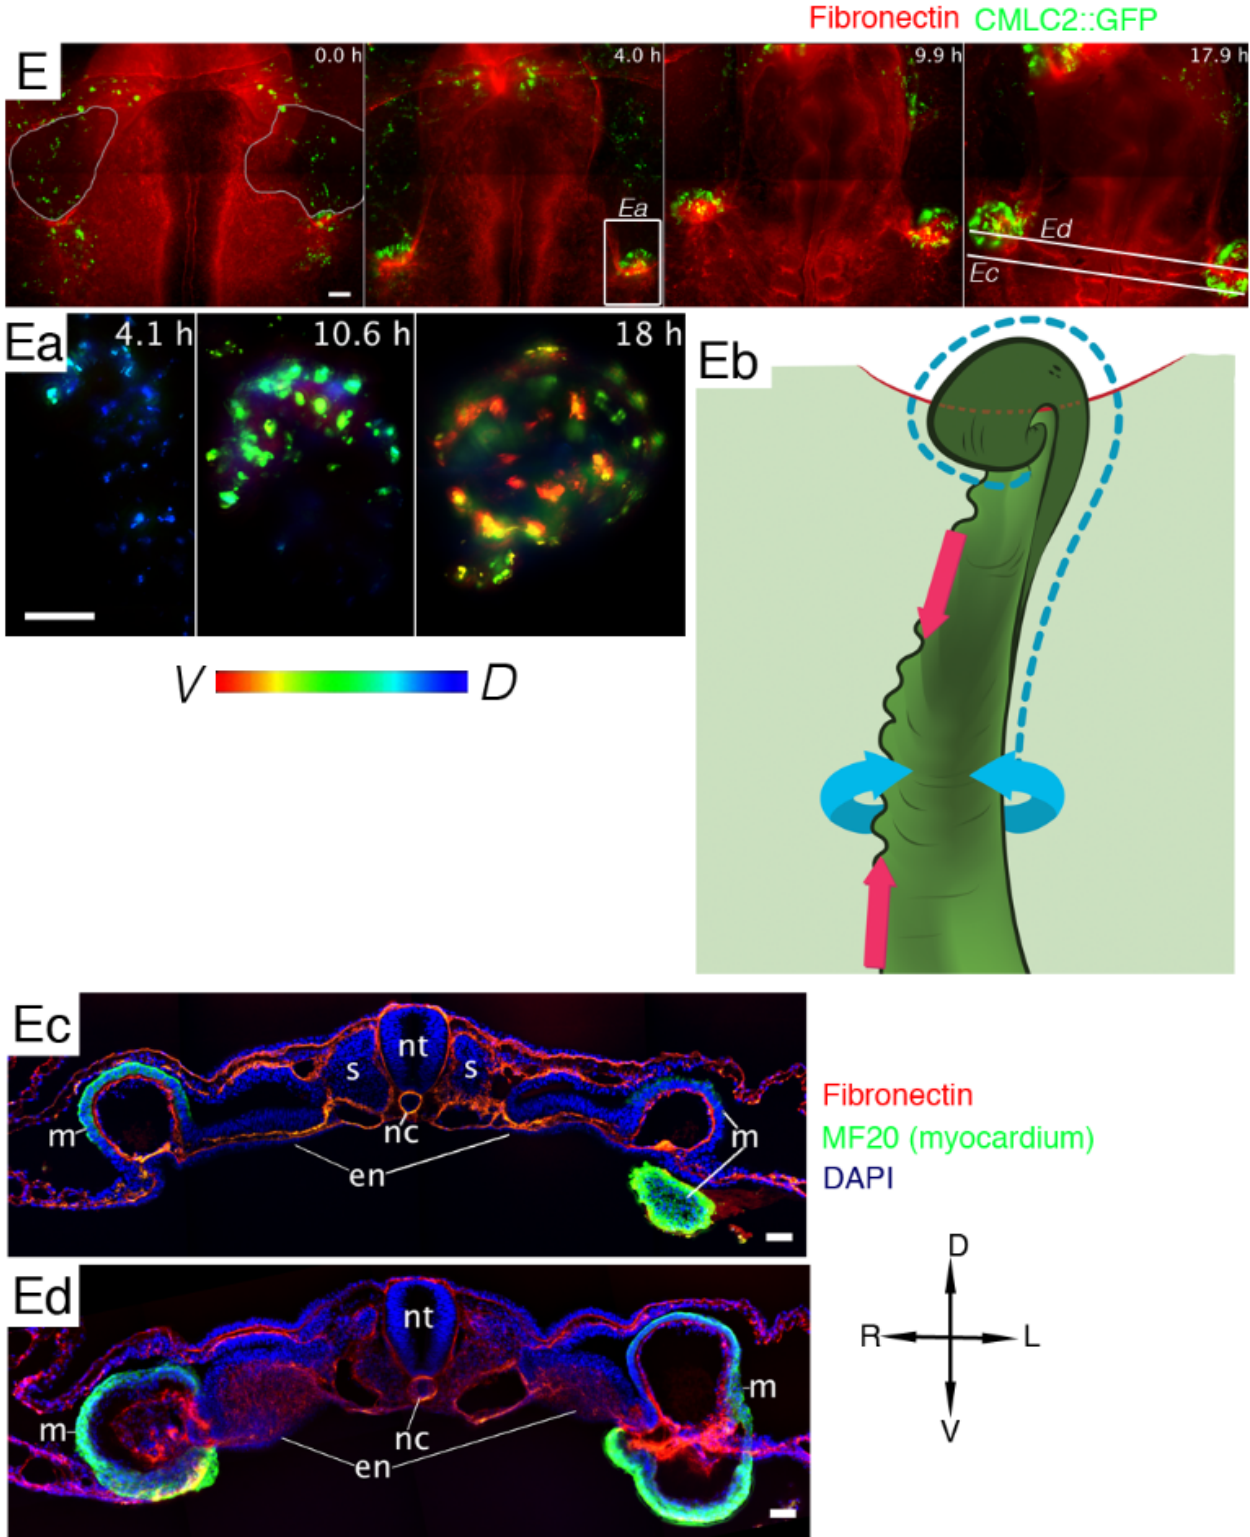 Fibronectin CMLC2::GFP
E 0.0 h 4.0 h 9.9 h 17.9 h
Ea
Ed
Ec
Ea 4.1 h 10.6 h 18 h
Eb
V D
Ec
nt
s s
m nc m
en
Fibronectin
MF20 (myocardium)
DAPI
Ed
nt
m m
nc
en
D
R L
V